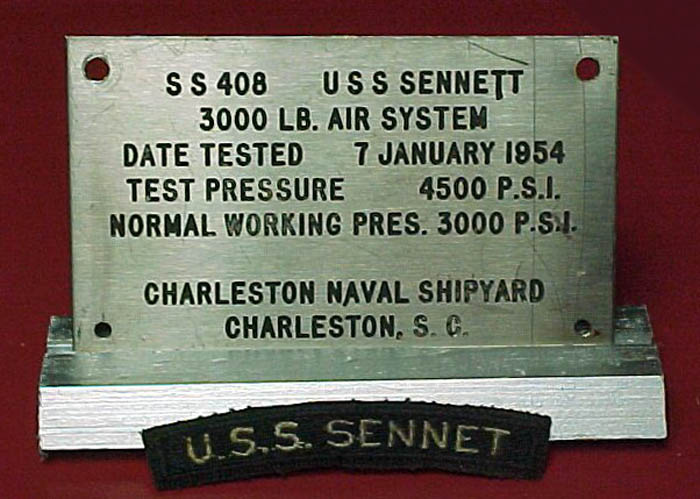 SS 408 USS SENNETT
3000 LB. AIR SYSTEM
DATE TESTED 7 JANUARY 1954
TEST PRESSURE 4500 P.S.I.
NORMAL WORKING PRES. 3000 P.S.I.
CHARLESTON NAVAL SHIPYARD
CHARLESTON, S. C.
U.S.S. SENNET